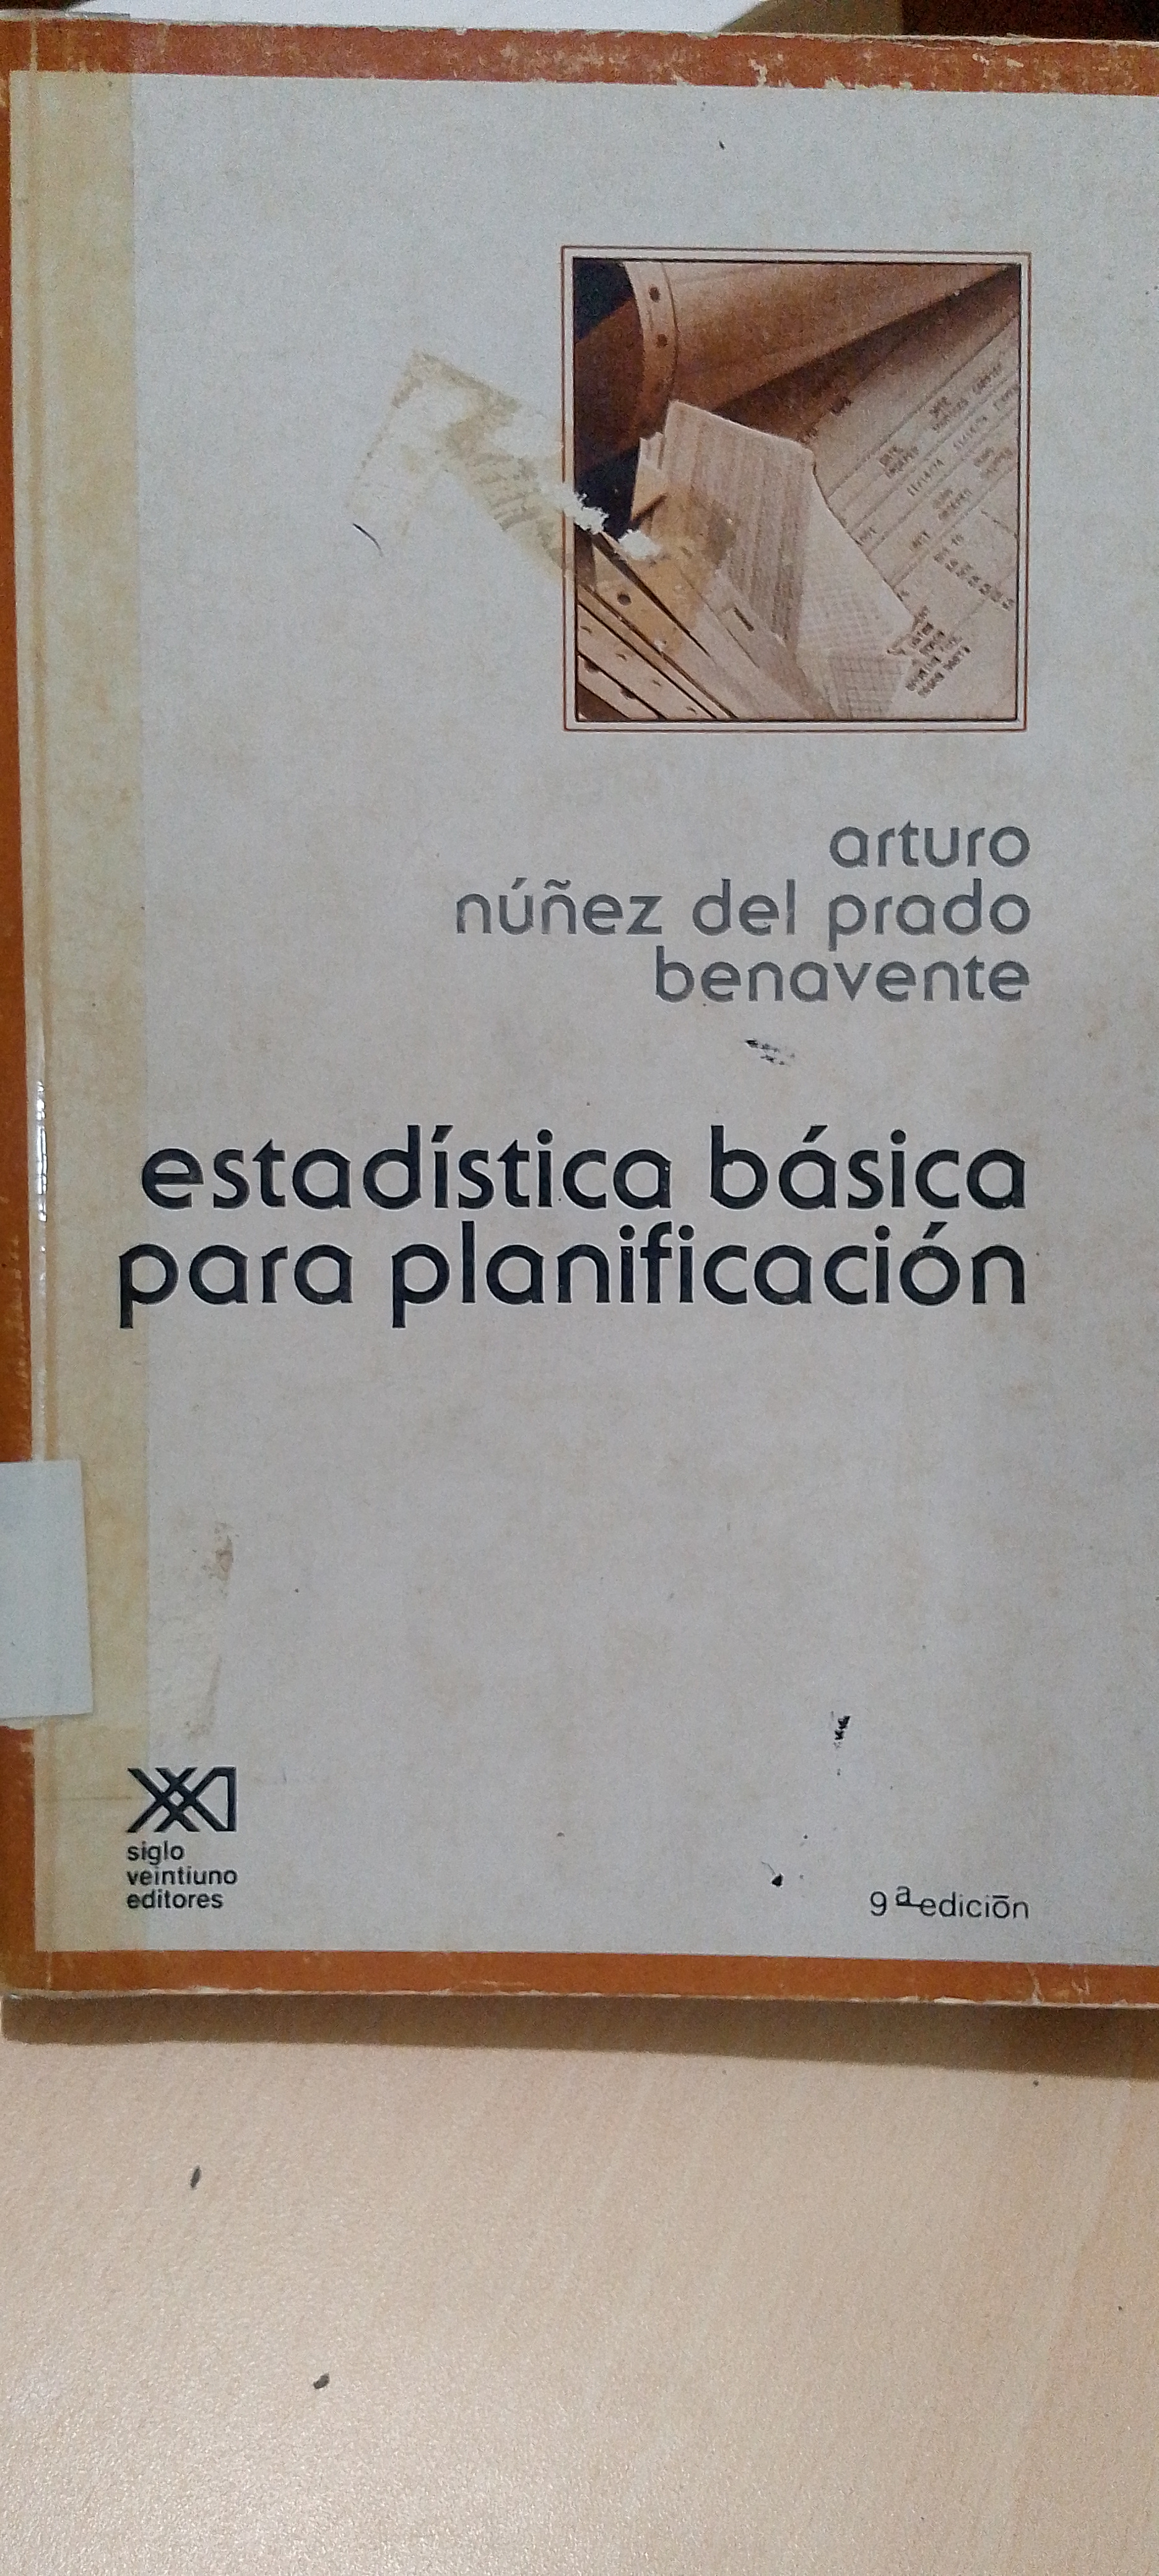 arturo
núñez del prado
benavente
estadística básica
para planificación
siglo
veintiuno
editores
9ª edición